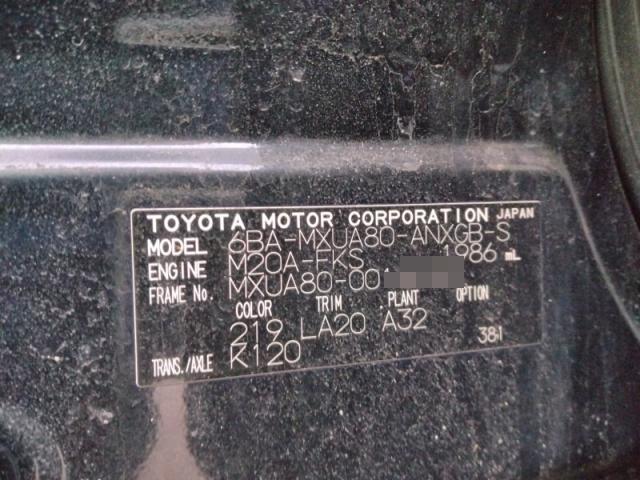 TOYOTA MOTOR CORPORATION JAPAN
MODEL 6BA-MXUA80-ANXGB-S
ENGINE M20A-FKS 1986 mL
FRAME No. MXUA80-001
COLOR TRIM PLANT OPTION
219 LA20 A32
381
TRANS./AXLE K120